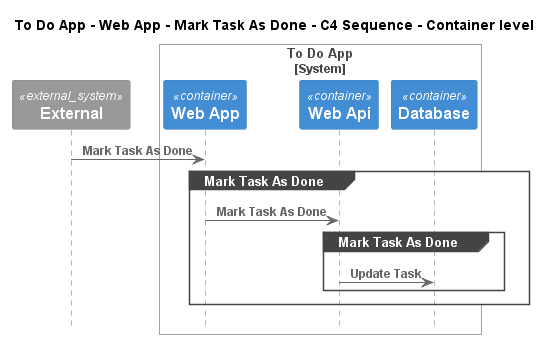 To Do App - Web App - Mark Task As Done - C4 Sequence - Container level
To Do App
[System]
«external_system»
External
«container»
Web App
«container»
Web Api
«container»
Database
Mark Task As Done
Mark Task As Done
Mark Task As Done
Mark Task As Done
Update Task